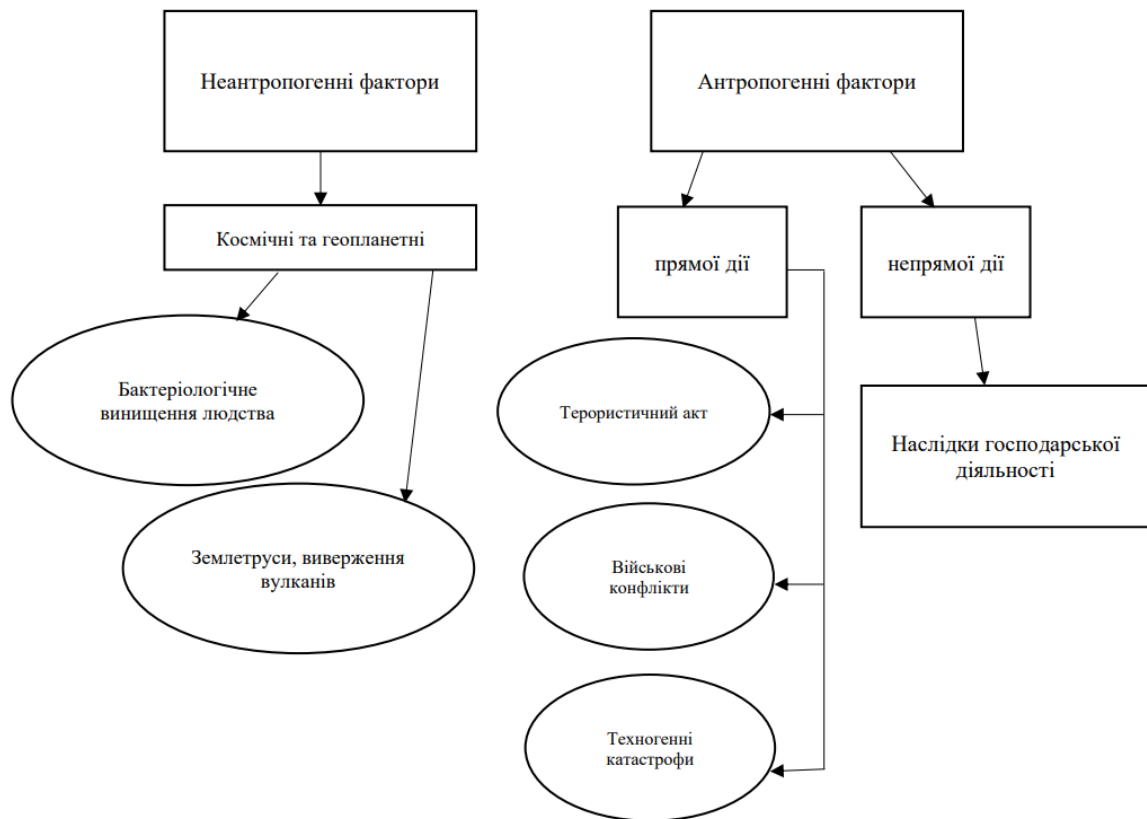 Неантропогенні фактори
Антропогенні фактори
Космічні та геопланетні
прямої дії
непрямої дії
Бактеріологічне
винищення людства
Терористичний акт
Наслідки господарської
діяльності
Землетруси, виверження
вулканів
Військові
конфлікти
Техногенні
катастрофи